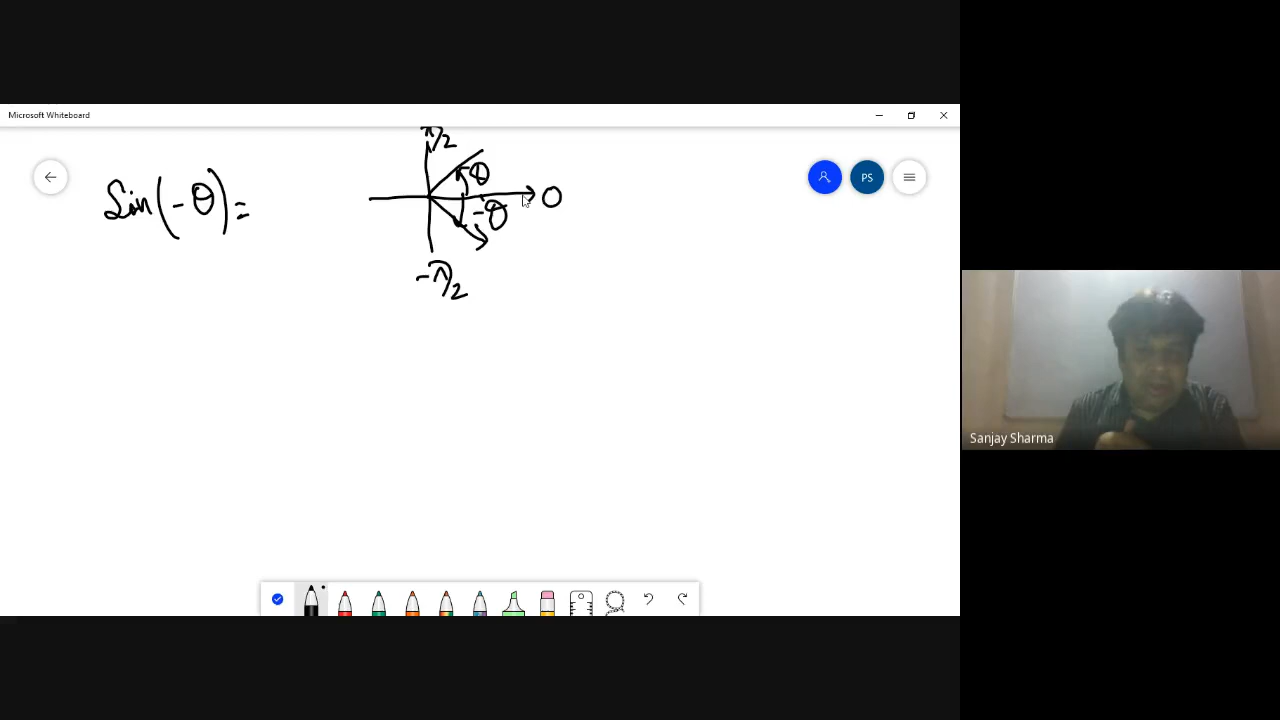 Microsoft Whiteboard
π/2
Sin(-θ)=
θ
0
-θ
-π/2
PS
Sanjay Sharma